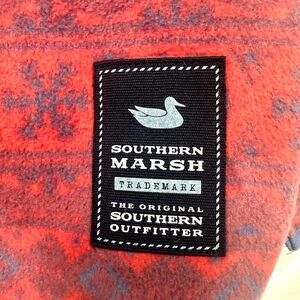 SOUTHERN
MARSH
TRADEMARK
THE ORIGINAL
SOUTHERN
OUTFITTER